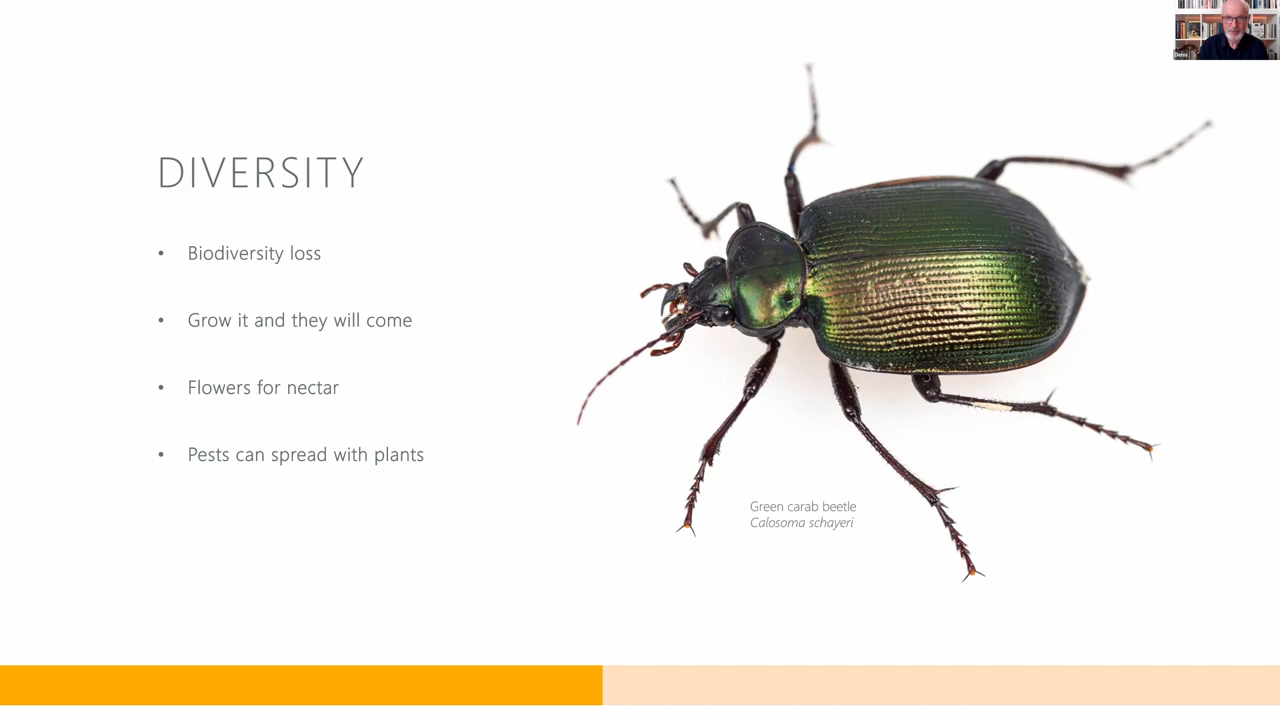 Denis
DIVERSITY
• Biodiversity loss
• Grow it and they will come
• Flowers for nectar
• Pests can spread with plants
Green carab beetle
Calosoma schayeri